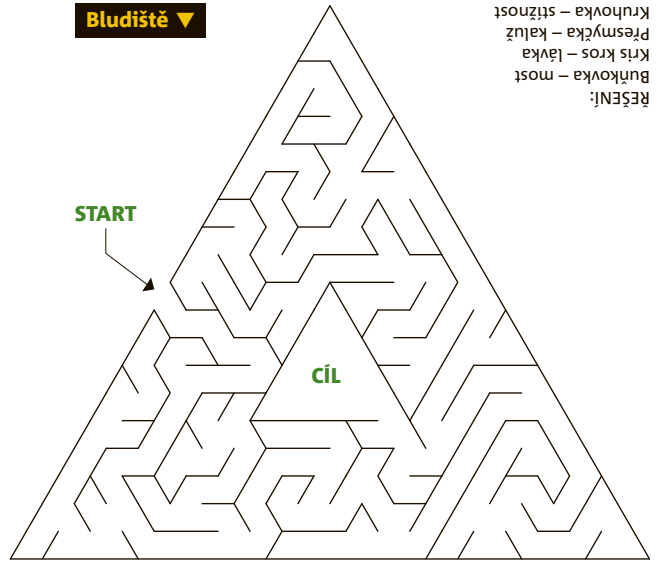 Bludiště ▼
ŘEŠENÍ:
Buňkovka – most
Kris kros – lávka
Přesmyčka – kaluž
Kruhovka – stížnost
START
CÍL